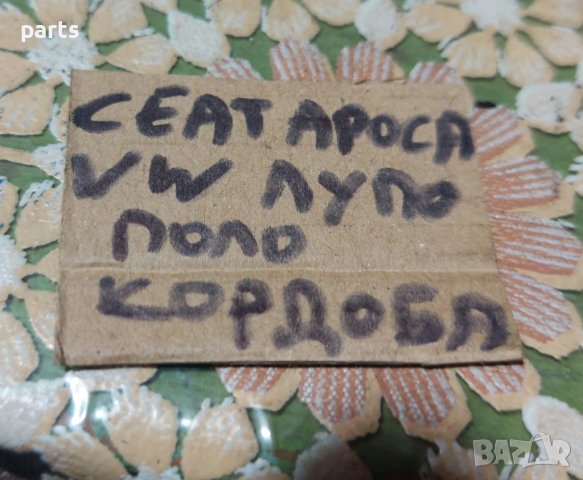 parts
СЕАТ АРОСА
VW ЛУПО
ПОЛО
КОРДОБА
BAZAR